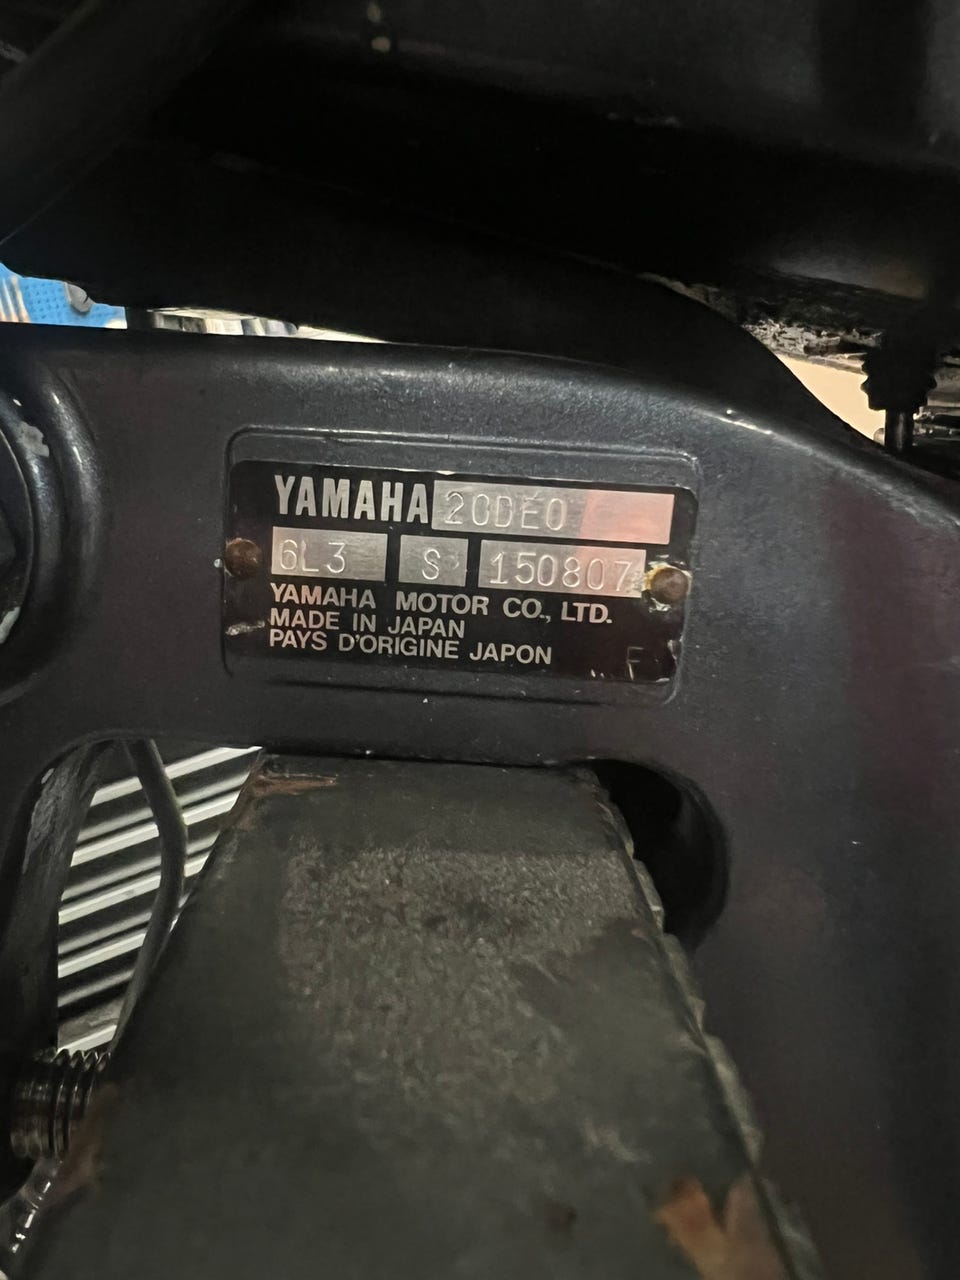 YAMAHA 20DEO
6L3 S 150807
YAMAHA MOTOR CO., LTD.
MADE IN JAPAN
PAYS D'ORIGINE JAPON
F